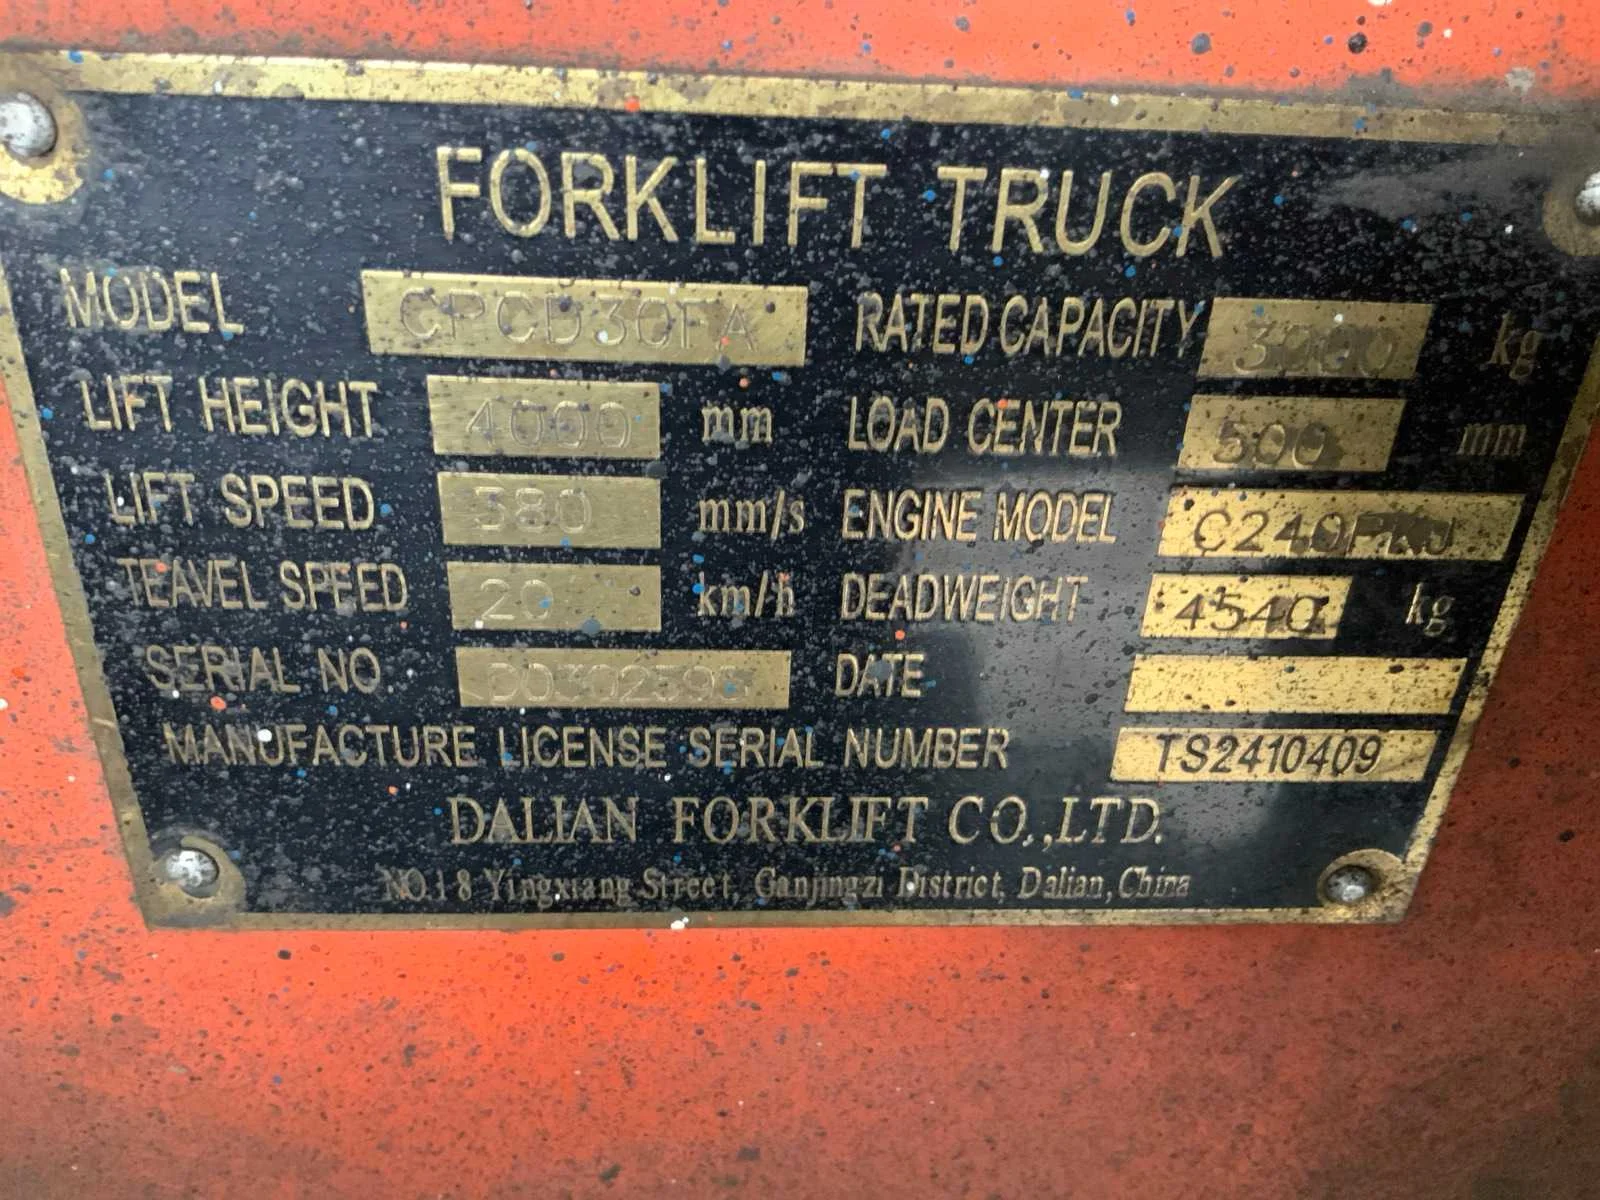 FORKLIFT TRUCK
MODEL CPCD30FA RATED CAPACITY 3000 kg
LIFT HEIGHT 4000 mm LOAD CENTER 500 mm
LIFT SPEED 380 mm/s ENGINE MODEL C240PKJ
TEAVEL SPEED 20 km/h DEADWEIGHT 4540 kg
SERIAL NO DATE
MANUFACTURE LICENSE SERIAL NUMBER TS2410409
DALIAN FORKLIFT CO.,LTD.
NO.18 Yingxiang Street, Ganjingzi District, Dalian, China